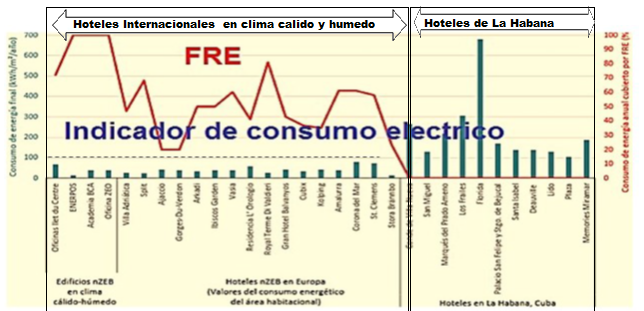 Hoteles Internacionales en clima calido y humedo
Hoteles de La Habana
FRE
Indicador de consumo electrico
Consumo de energía final (kWh/m²/año)
700
600
500
400
300
200
100
0
100
90
80
70
60
50
40
30
20
10
0
Consumo de energía anual cubierto por FRE (%
Oficinas Ilet du Centre
ENERPOS
Academia BCA
Oficina ZEO
Villa Adriatica
Split
Ajaccio
Gorges-Du-Verdon
Arkadi
Ibiscos Garden
Vasia
Residencia L' Orologio
Royal Terme Di Valdieri
Gran Hotel Balvanyos
Cubix
Koljing
Amalurra
Corona del Mar
St. Clemens
Stora Brambo
San Miguel
Marqués del Prado Ameno
Los Frailes
Florida
Palacio San Felipe y Stgo. de Bejucal
Santa Isabel
Deauville
Lido
Plaza
Memories Miramar
Edificios nZEB
en clima
cálido-húmedo
Hoteles nZEB en Europa
(Valores del consumo energético
del área habitacional)
Hoteles en La Habana, Cuba